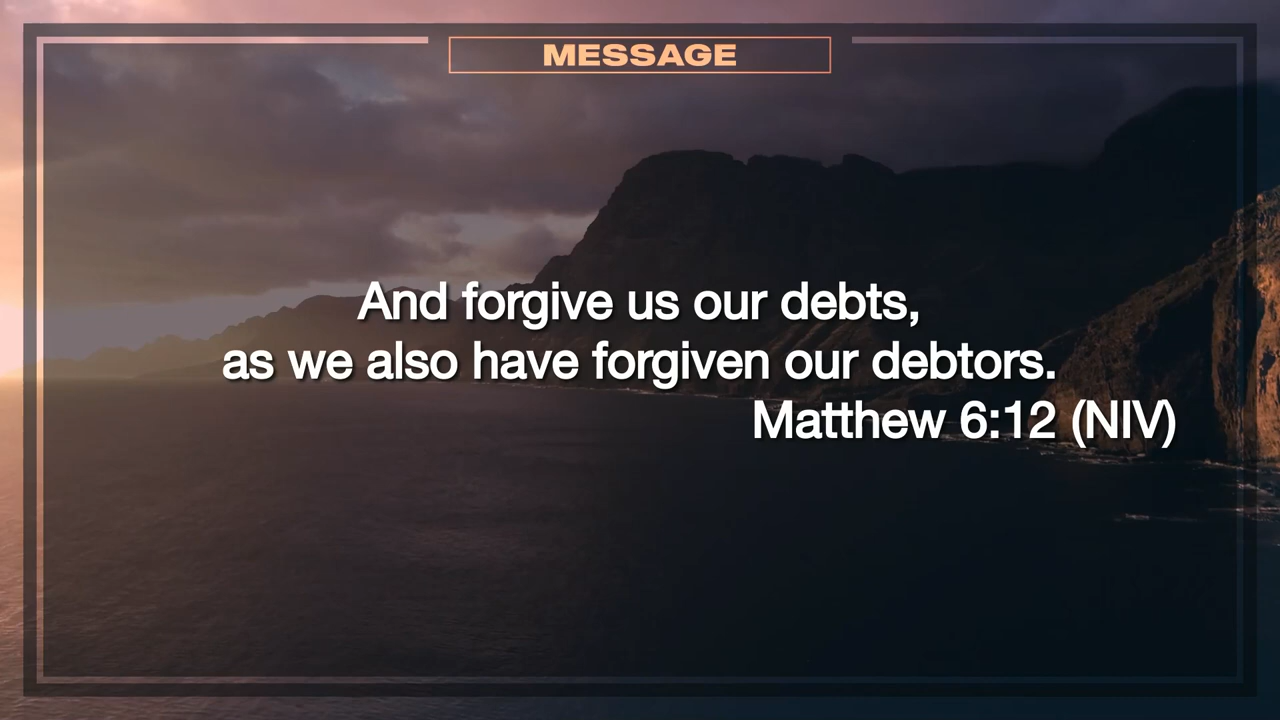 MESSAGE
And forgive us our debts,
as we also have forgiven our debtors.
Matthew 6:12 (NIV)